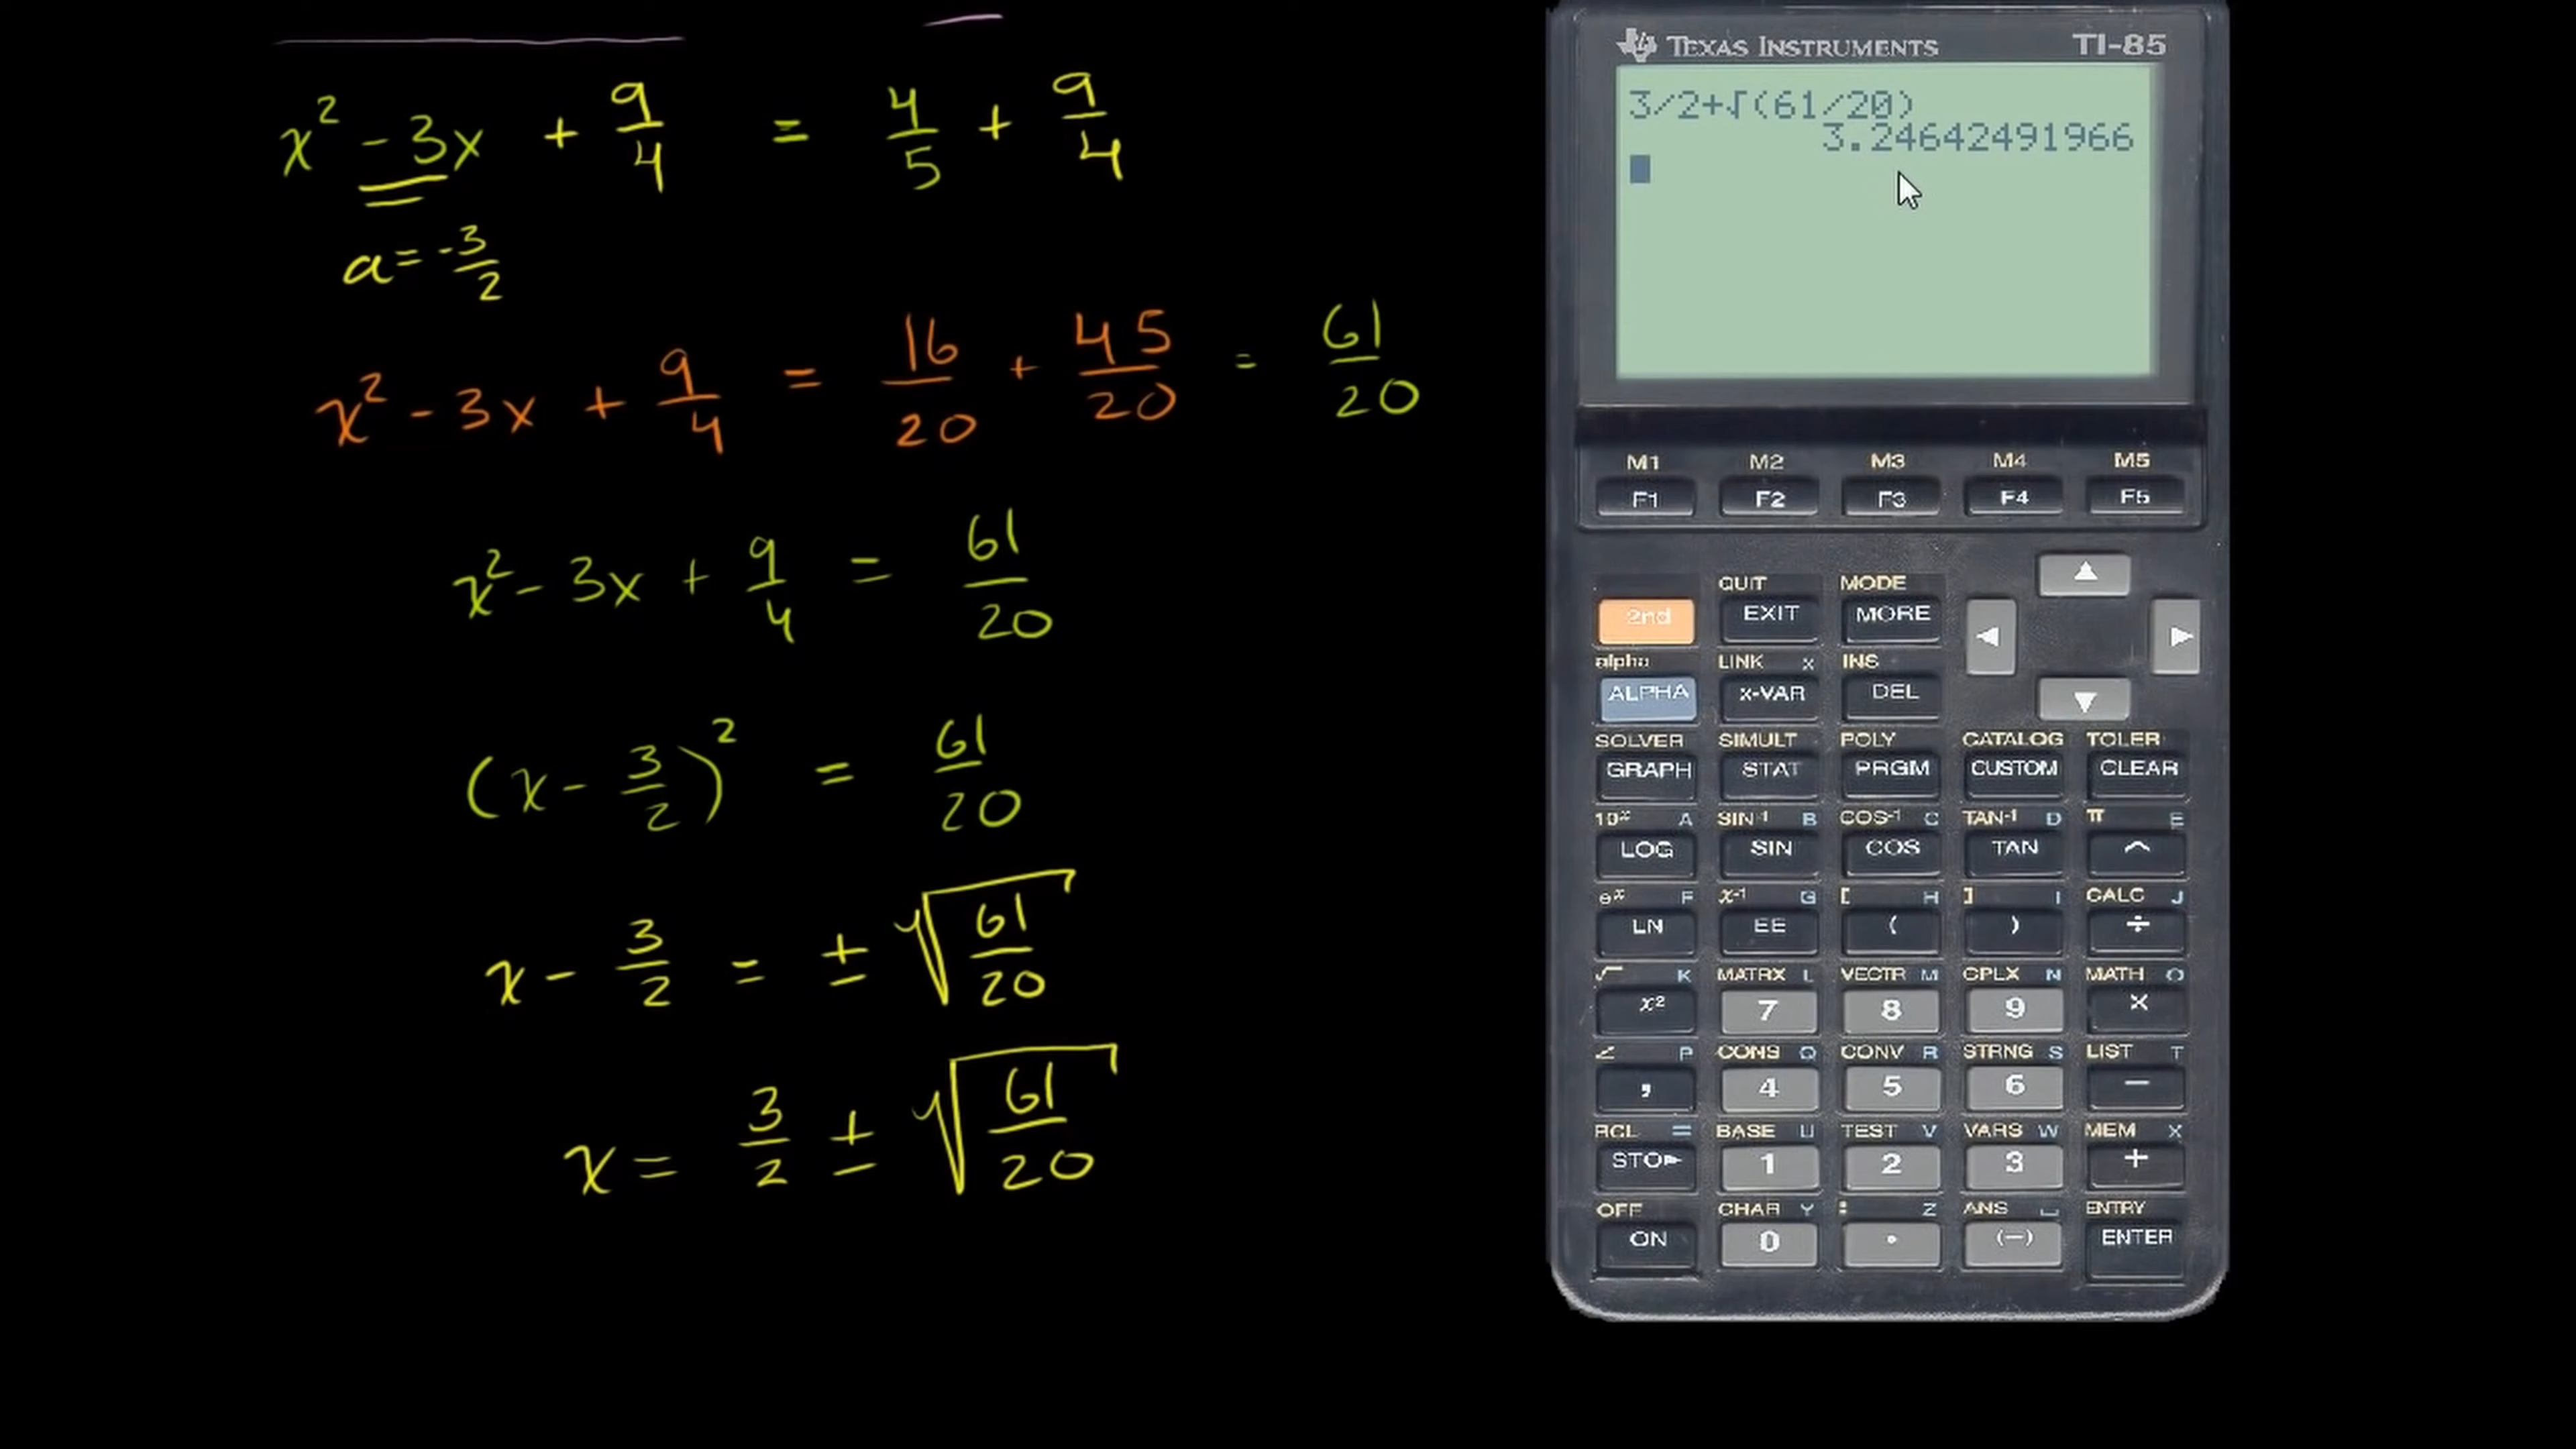 x² - 3x + 9/4 = 4/5 + 9/4
a = -3/2
x² - 3x + 9/4 = 16/20 + 45/20 = 61/20
x² - 3x + 9/4 = 61/20
(x - 3/2)² = 61/20
x - 3/2 = ± √(61/20)
x = 3/2 ± √(61/20)
TEXAS INSTRUMENTS TI-85
3/2+√(61/20)
3.24642491966
M1 M2 M3 M4 M5
F1 F2 F3 F4 F5
QUIT MODE
2nd EXIT MORE
alpha LINK x INS
ALPHA x-VAR DEL
SOLVER SIMULT POLY CATALOG TOLER
GRAPH STAT PRGM CUSTOM CLEAR
10ˣ A SIN⁻¹ B COS⁻¹ C TAN⁻¹ D π E
LOG SIN COS TAN ^
eˣ F x⁻¹ G [ H ] I CALC J
LN EE ( ) ÷
√ K MATRX L VECTR M CPLX N MATH O
x² 7 8 9 ×
∠ P CONS Q CONV R STRNG S LIST T
, 4 5 6 −
RCL = BASE U TEST V VARS W MEM X
STO► 1 2 3 +
OFF CHAR Y : Z ANS ⎵ ENTRY
ON 0 . (−) ENTER